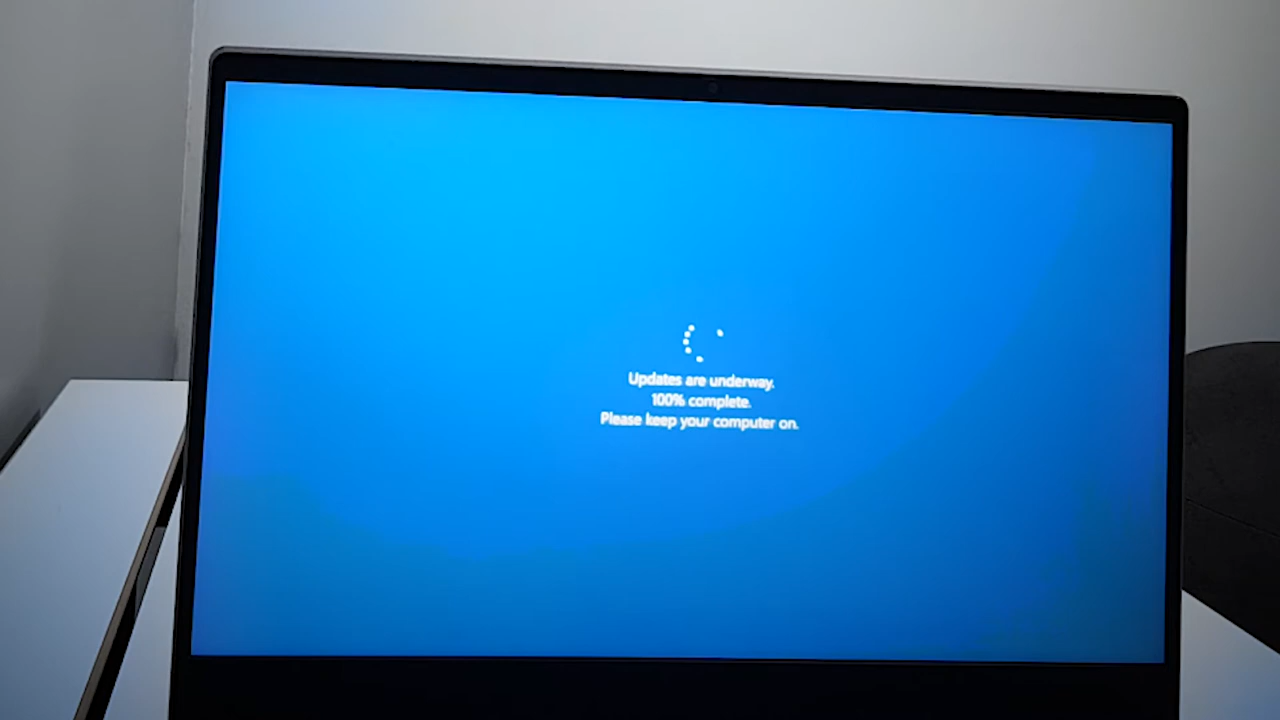 Updates are underway.
100% complete.
Please keep your computer on.